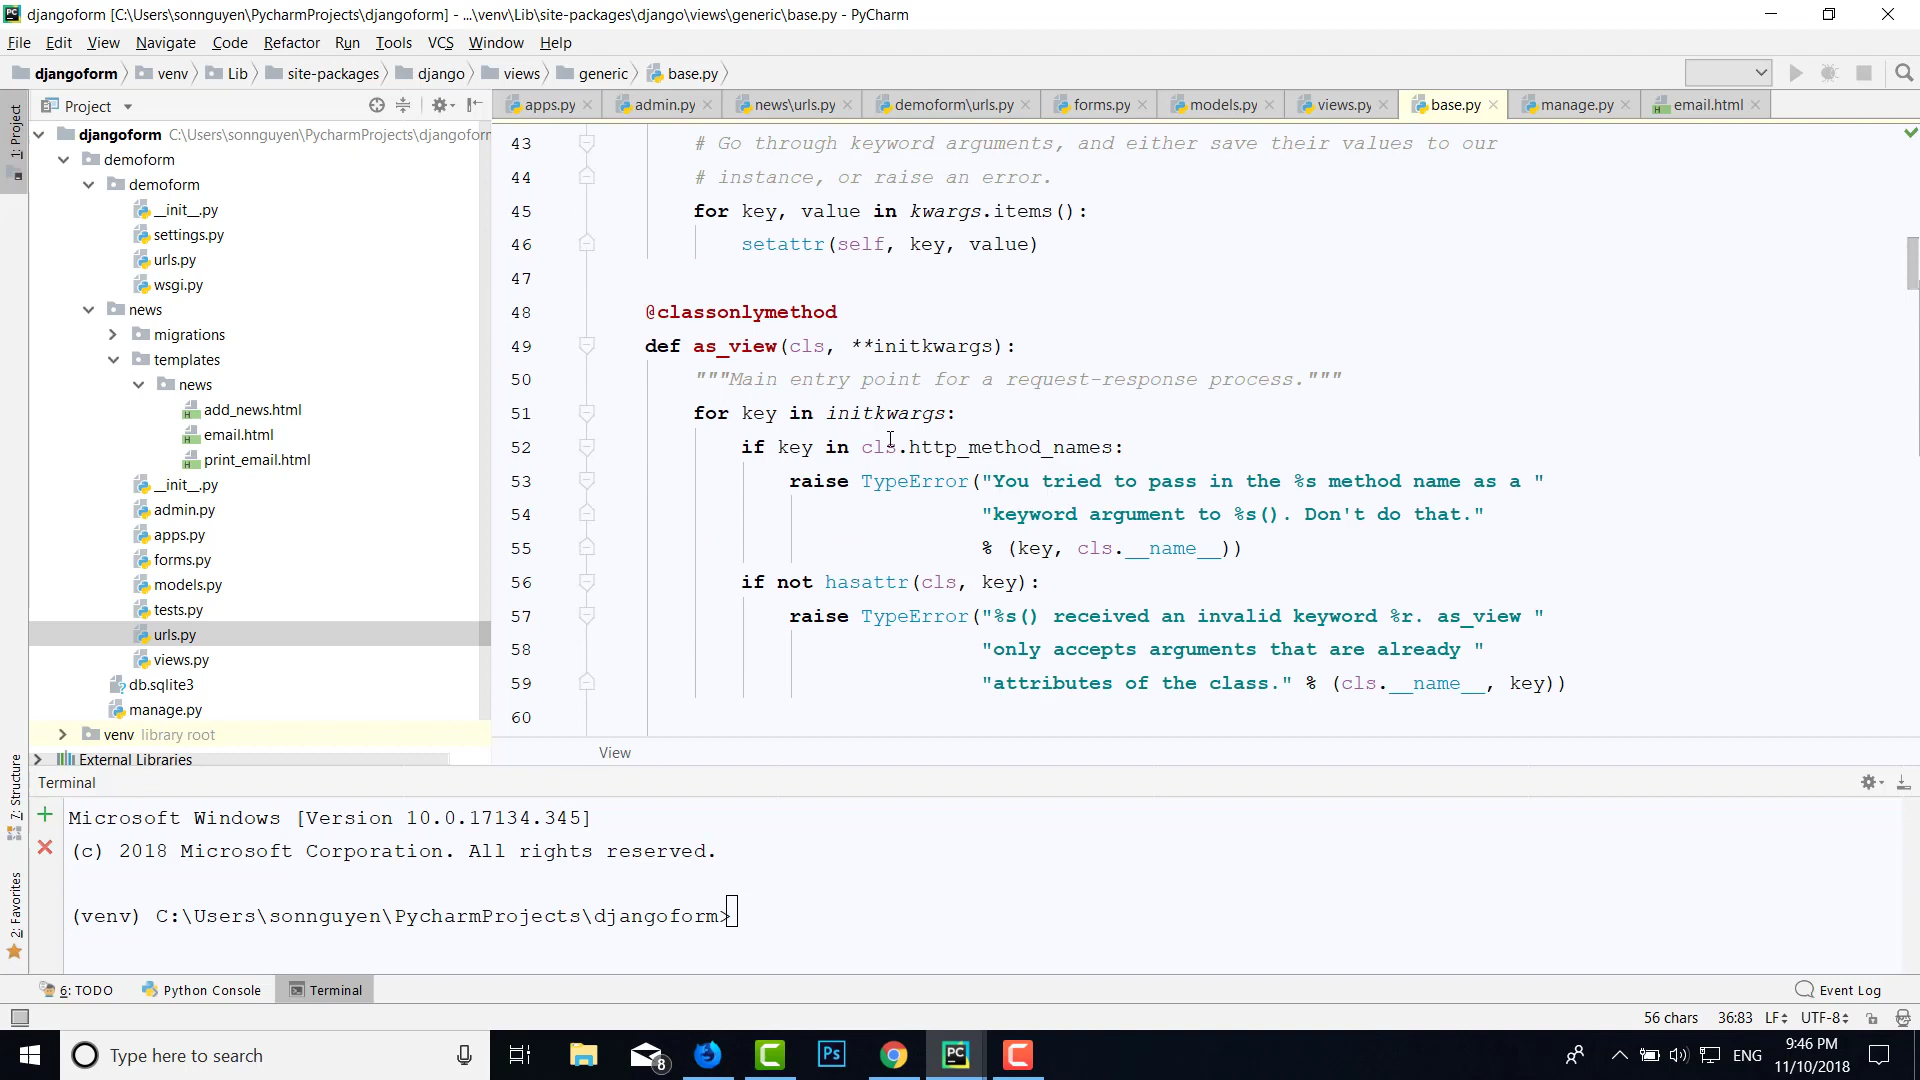 djangoform [C:\Users\sonnguyen\PycharmProjects\djangoform] - ...\venv\Lib\site-packages\django\views\generic\base.py - PyCharm
File Edit View Navigate Code Refactor Run Tools VCS Window Help
djangoform venv Lib site-packages django views generic base.py
1: Project
Project
apps.py admin.py news\urls.py demoform\urls.py forms.py models.py views.py base.py manage.py email.html
djangoform C:\Users\sonnguyen\PycharmProjects\djangoform
demoform
demoform
__init__.py
settings.py
urls.py
wsgi.py
news
migrations
templates
news
add_news.html
email.html
print_email.html
__init__.py
admin.py
apps.py
forms.py
models.py
tests.py
urls.py
views.py
db.sqlite3
manage.py
venv library root
External Libraries
43 # Go through keyword arguments, and either save their values to our
44 # instance, or raise an error.
45 for key, value in kwargs.items():
46 setattr(self, key, value)
47
48 @classonlymethod
49 def as_view(cls, **initkwargs):
50 """Main entry point for a request-response process."""
51 for key in initkwargs:
52 if key in cls.http_method_names:
53 raise TypeError("You tried to pass in the %s method name as a "
54 "keyword argument to %s(). Don't do that."
55 % (key, cls.__name__))
56 if not hasattr(cls, key):
57 raise TypeError("%s() received an invalid keyword %r. as_view "
58 "only accepts arguments that are already "
59 "attributes of the class." % (cls.__name__, key))
60
View
7: Structure
2: Favorites
Terminal
Microsoft Windows [Version 10.0.17134.345]
(c) 2018 Microsoft Corporation. All rights reserved.
(venv) C:\Users\sonnguyen\PycharmProjects\djangoform>
6: TODO Python Console Terminal Event Log
56 chars 36:83 LF UTF-8
Type here to search
8
Ps
PC
ENG
9:46 PM
11/10/2018